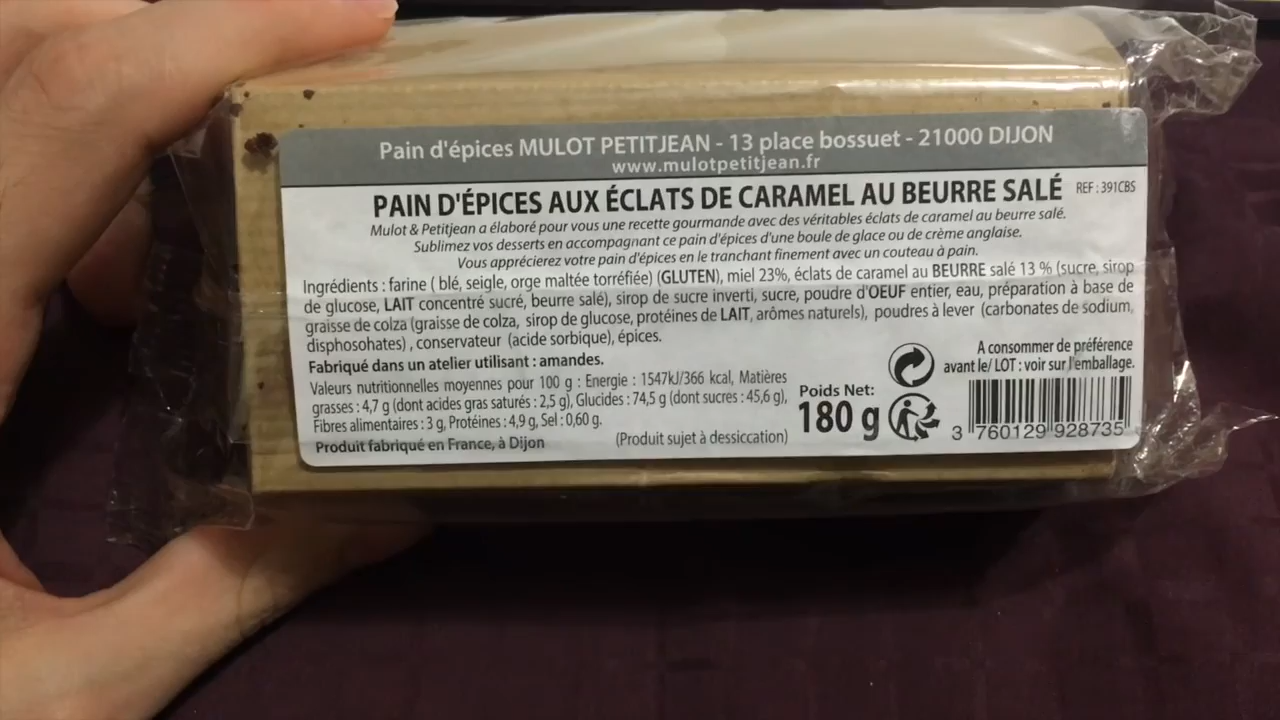 Pain d'épices MULOT PETITJEAN - 13 place bossuet - 21000 DIJON
www.mulotpetitjean.fr
PAIN D'ÉPICES AUX ÉCLATS DE CARAMEL AU BEURRE SALÉ REF : 391CBS
Mulot & Petitjean a élaboré pour vous une recette gourmande avec des véritables éclats de caramel au beurre salé.
Sublimez vos desserts en accompagnant ce pain d'épices d'une boule de glace ou de crème anglaise.
Vous apprécierez votre pain d'épices en le tranchant finement avec un couteau à pain.
Ingrédients : farine ( blé, seigle, orge maltée torréfiée) (GLUTEN), miel 23%, éclats de caramel au BEURRE salé 13 % (sucre, sirop
de glucose, LAIT concentré sucré, beurre salé), sirop de sucre inverti, sucre, poudre d'OEUF entier, eau, préparation à base de
graisse de colza (graisse de colza, sirop de glucose, protéines de LAIT, arômes naturels), poudres à lever (carbonates de sodium,
disphosohates) , conservateur (acide sorbique), épices.
Fabriqué dans un atelier utilisant : amandes.
Valeurs nutritionnelles moyennes pour 100 g : Energie : 1547kJ/366 kcal, Matières
grasses : 4,7 g (dont acides gras saturés : 2,5 g), Glucides : 74,5 g (dont sucres : 45,6 g),
Fibres alimentaires : 3 g, Protéines : 4,9 g, Sel : 0,60 g.
Produit fabriqué en France, à Dijon (Produit sujet à dessiccation)
Poids Net:
180 g
A consommer de préférence
avant le/ LOT : voir sur l'emballage.
3 760129 928735